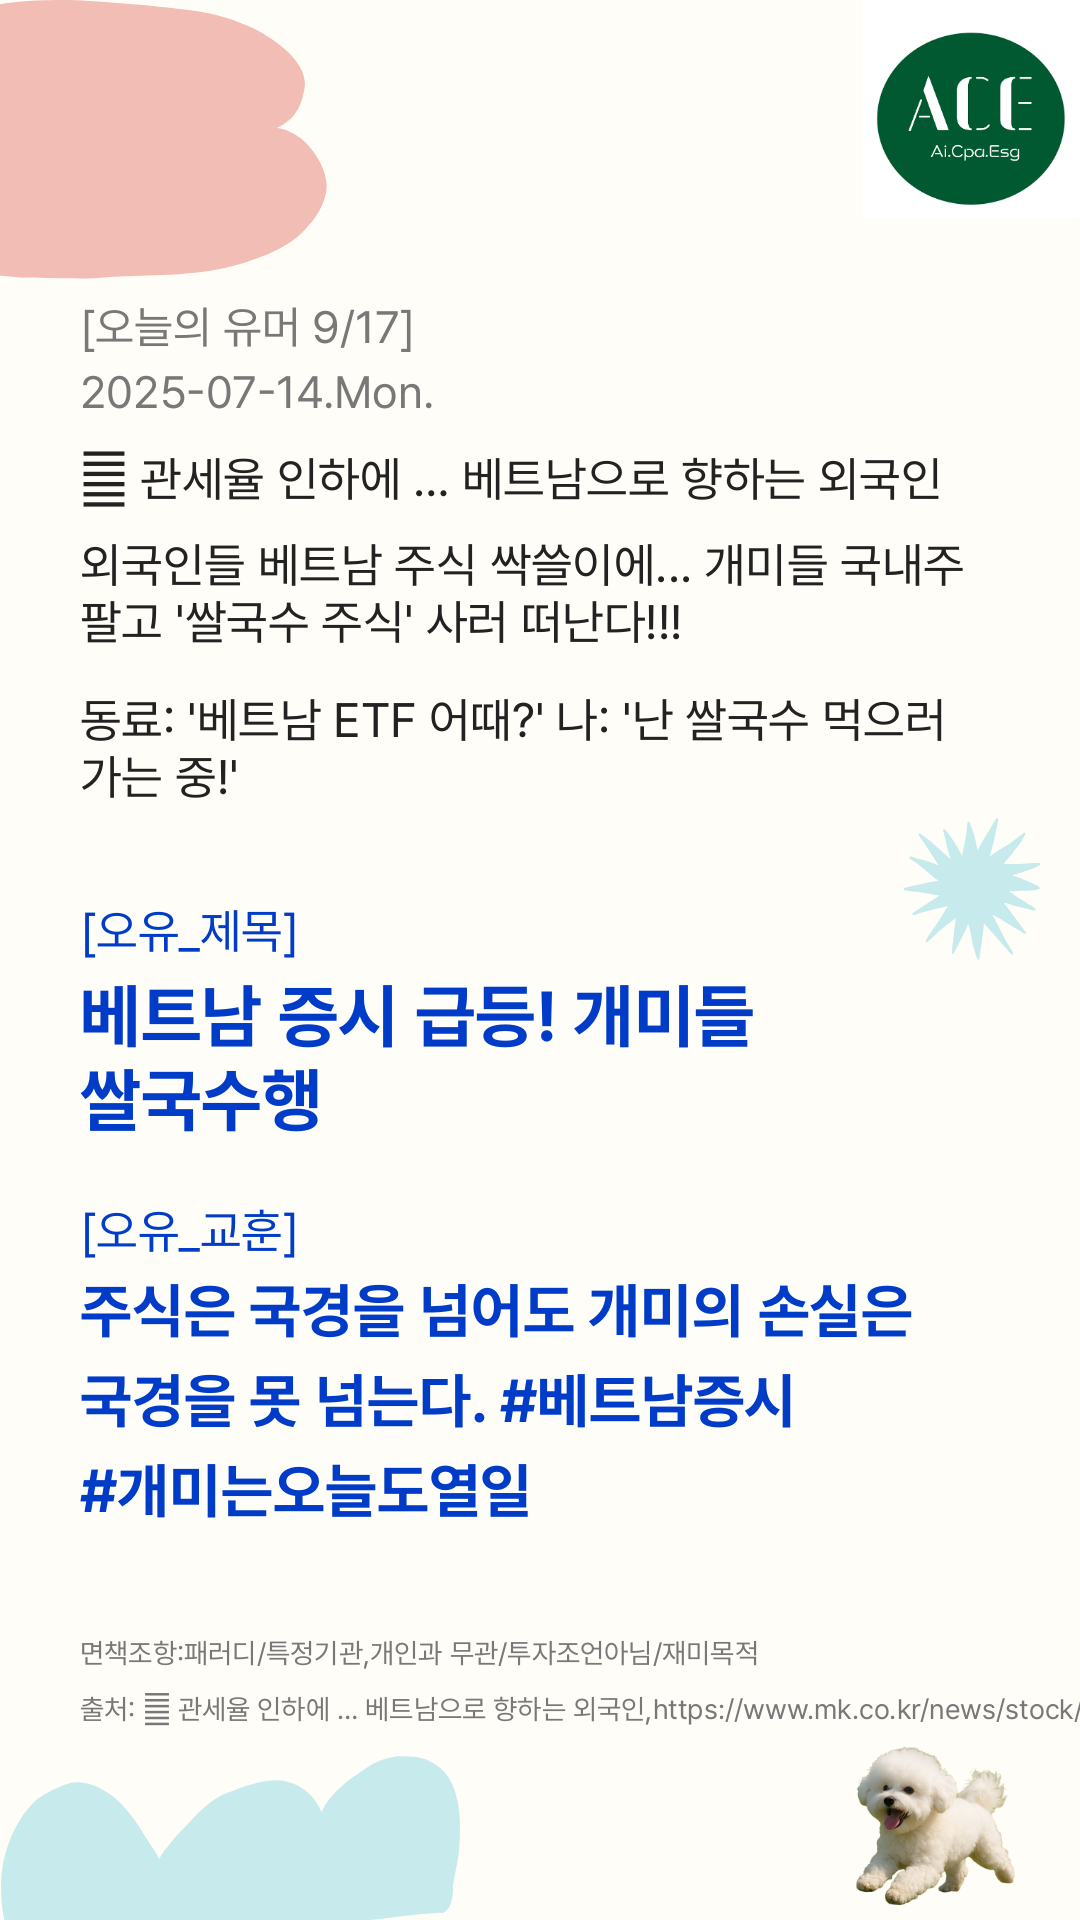 ACE
Ai.Cpa.Esg
[오늘의 유머 9/17]
2025-07-14.Mon.
䷀ 관세율 인하에 ... 베트남으로 향하는 외국인
외국인들 베트남 주식 싹쓸이에... 개미들 국내주
팔고 '쌀국수 주식' 사러 떠난다!!!
동료: '베트남 ETF 어때?' 나: '난 쌀국수 먹으러
가는 중!'
[오유_제목]
베트남 증시 급등! 개미들
쌀국수행
[오유_교훈]
주식은 국경을 넘어도 개미의 손실은
국경을 못 넘는다. #베트남증시
#개미는오늘도열일
면책조항:패러디/특정기관,개인과 무관/투자조언아님/재미목적
출처: ䷀ 관세율 인하에 ... 베트남으로 향하는 외국인,https://www.mk.co.kr/news/stock/